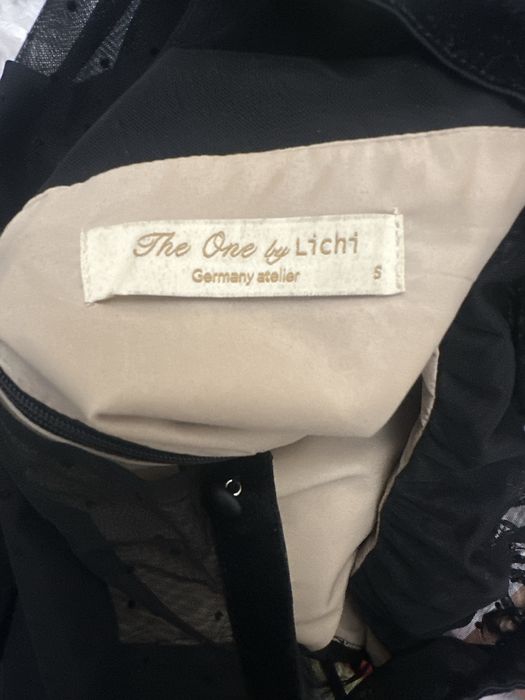 The One by Lichi
Germany atelier S